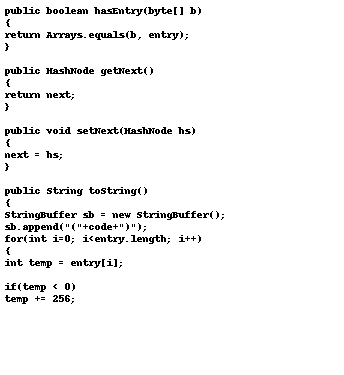 public boolean hasEntry(byte[] b)
{
return Arrays.equals(b, entry);
}

public HashNode getNext()
{
return next;
}

public void setNext(HashNode hs)
{
next = hs;
}

public String toString()
{
StringBuffer sb = new StringBuffer();
sb.append("("+code+")");
for(int i=0; i<entry.length; i++)
{
int temp = entry[i];

if(temp < 0)
temp += 256;